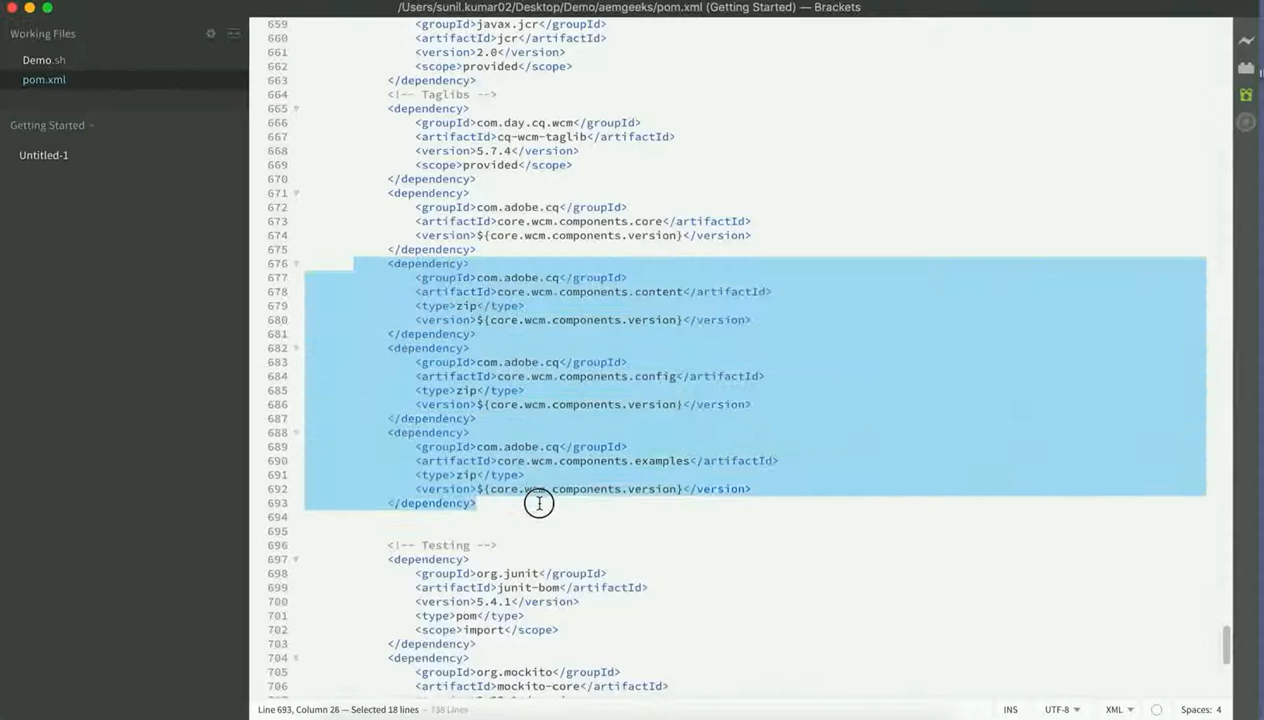 /Users/sunil.kumar02/Desktop/Demo/aemgeeks/pom.xml (Getting Started) — Brackets
Working Files
Demo.sh
pom.xml
Getting Started
Untitled-1
659 <groupId>javax.jcr</groupId>
660 <artifactId>jcr</artifactId>
661 <version>2.0</version>
662 <scope>provided</scope>
663 </dependency>
664 <!-- Taglibs -->
665 <dependency>
666 <groupId>com.day.cq.wcm</groupId>
667 <artifactId>cq-wcm-taglib</artifactId>
668 <version>5.7.4</version>
669 <scope>provided</scope>
670 </dependency>
671 <dependency>
672 <groupId>com.adobe.cq</groupId>
673 <artifactId>core.wcm.components.core</artifactId>
674 <version>${core.wcm.components.version}</version>
675 </dependency>
676 <dependency>
677 <groupId>com.adobe.cq</groupId>
678 <artifactId>core.wcm.components.content</artifactId>
679 <type>zip</type>
680 <version>${core.wcm.components.version}</version>
681 </dependency>
682 <dependency>
683 <groupId>com.adobe.cq</groupId>
684 <artifactId>core.wcm.components.config</artifactId>
685 <type>zip</type>
686 <version>${core.wcm.components.version}</version>
687 </dependency>
688 <dependency>
689 <groupId>com.adobe.cq</groupId>
690 <artifactId>core.wcm.components.examples</artifactId>
691 <type>zip</type>
692 <version>${core.wcm.components.version}</version>
693 </dependency>
694
695
696 <!-- Testing -->
697 <dependency>
698 <groupId>org.junit</groupId>
699 <artifactId>junit-bom</artifactId>
700 <version>5.4.1</version>
701 <type>pom</type>
702 <scope>import</scope>
703 </dependency>
704 <dependency>
705 <groupId>org.mockito</groupId>
706 <artifactId>mockito-core</artifactId>
Line 693, Column 26 — Selected 18 lines — 738 Lines
INS UTF-8 XML Spaces: 4